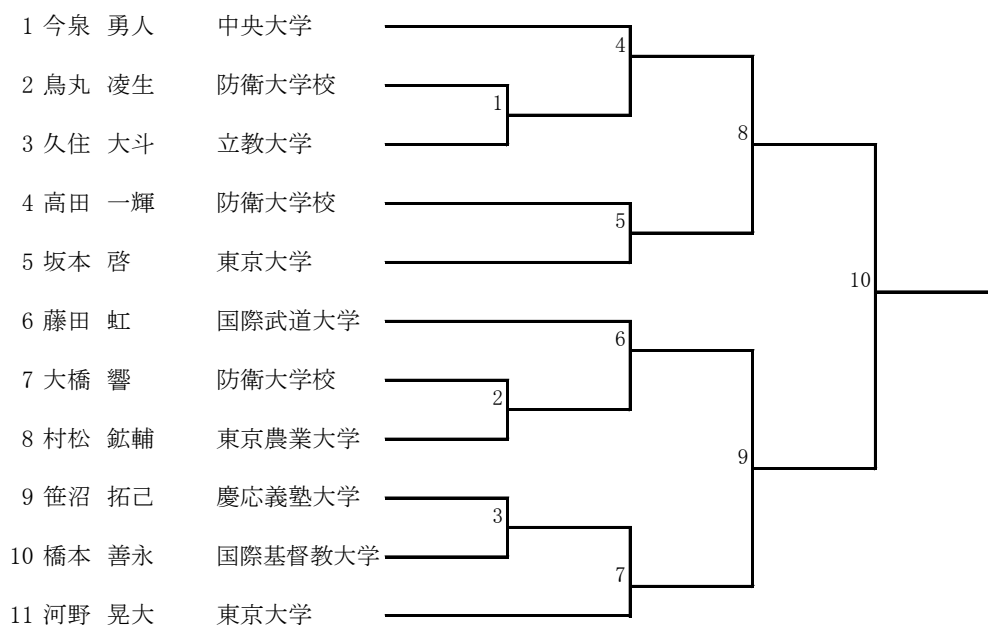 1 今泉 勇人 中央大学
2 鳥丸 凌生 防衛大学校
3 久住 大斗 立教大学
4 高田 一輝 防衛大学校
5 坂本 啓 東京大学
6 藤田 虹 国際武道大学
7 大橋 響 防衛大学校
8 村松 鉱輔 東京農業大学
9 笹沼 拓己 慶応義塾大学
10 橋本 善永 国際基督教大学
11 河野 晃大 東京大学
4
1
8
5
10
6
2
9
3
7